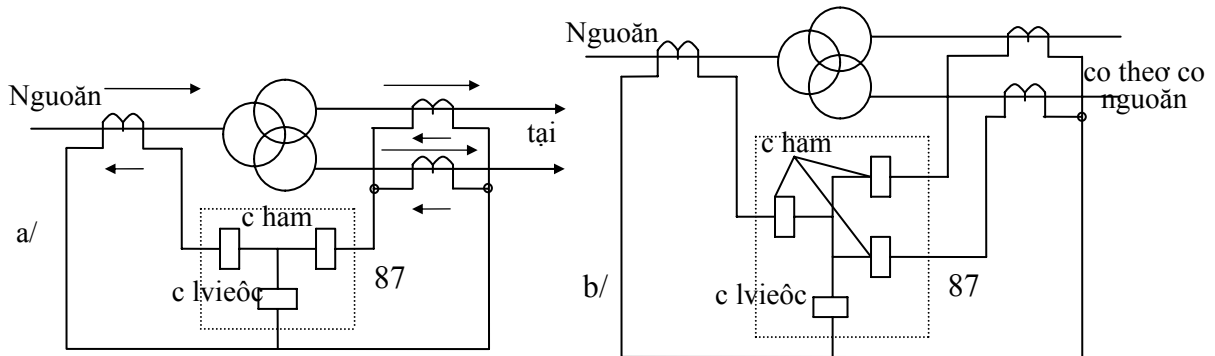 Nguoăn
tại
c ham
a/
87
c lvieôc
Nguoăn
co theơ co
nguoăn
c ham
b/
87
c lvieôc